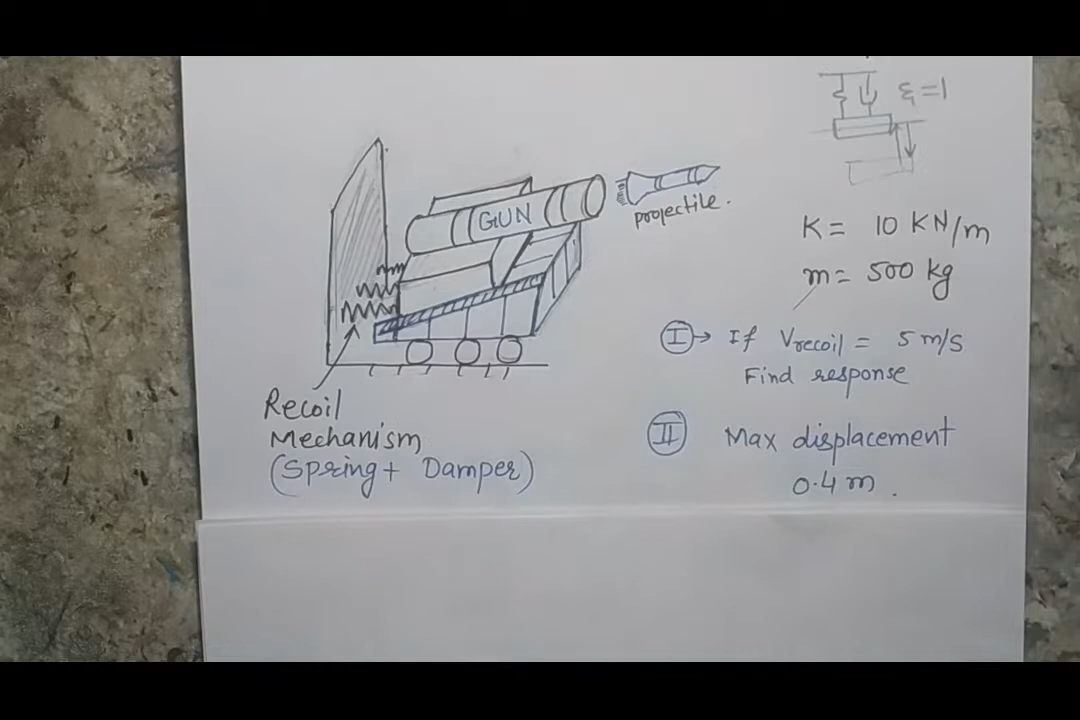 ξ=1
GUN
projectile.
K= 10 KN/m
m= 500 kg
I → If Vrecoil = 5 m/s
Find response
Recoil
Mechanism
(Spring+ Damper)
II Max displacement
0.4 m.